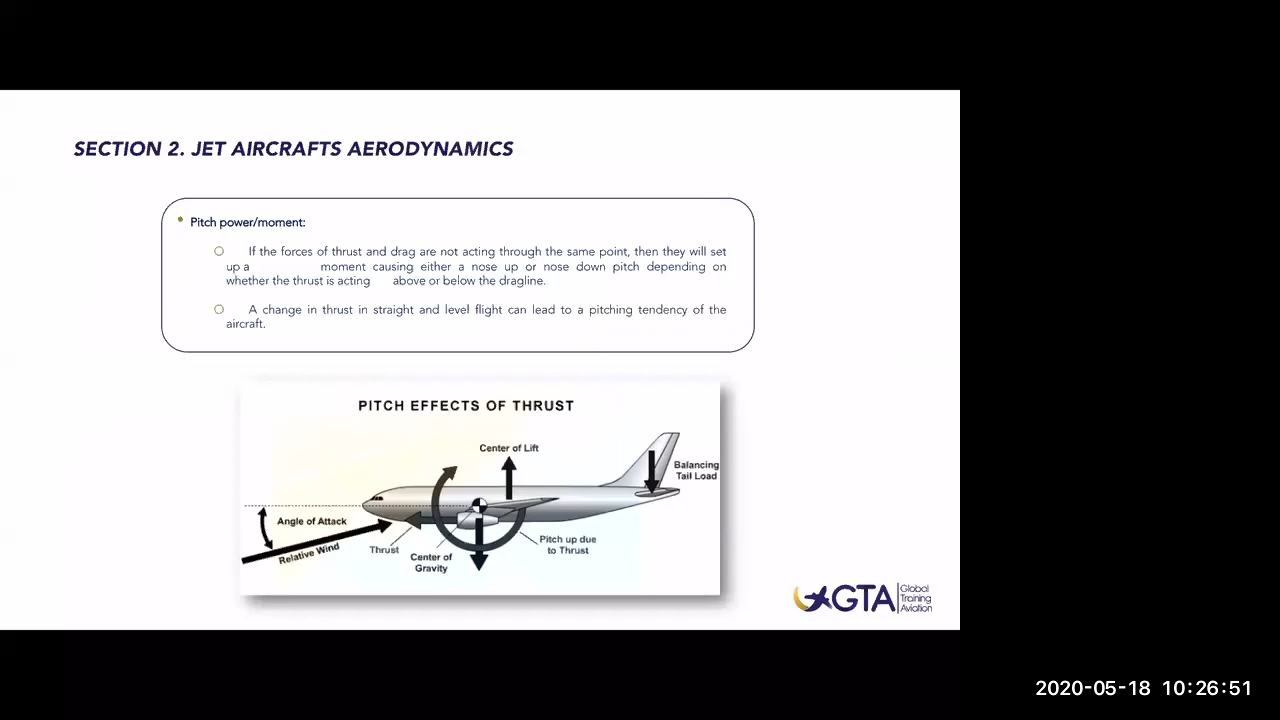 SECTION 2. JET AIRCRAFTS AERODYNAMICS
• Pitch power/moment:
If the forces of thrust and drag are not acting through the same point, then they will set
up a moment causing either a nose up or nose down pitch depending on
whether the thrust is acting above or below the dragline.
A change in thrust in straight and level flight can lead to a pitching tendency of the
aircraft.
PITCH EFFECTS OF THRUST
Center of Lift
Balancing
Tail Load
Angle of Attack
Relative Wind
Thrust
Center of
Gravity
Pitch up due
to Thrust
GTA
Global
Training
Aviation
2020-05-18 10:26:51